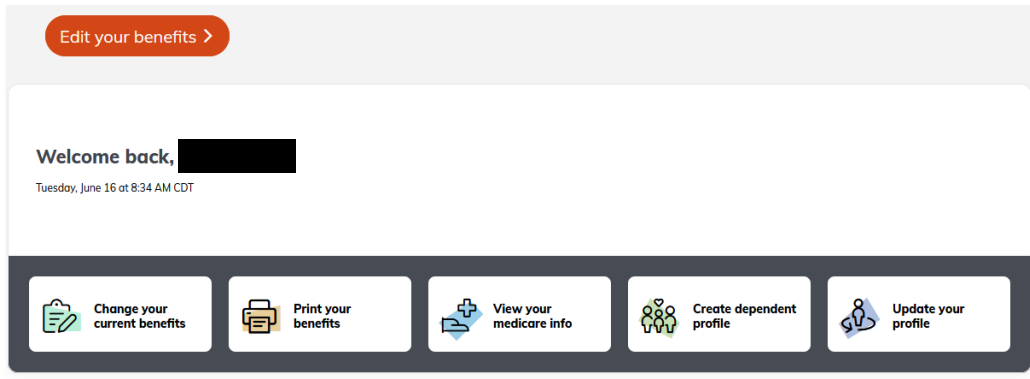 Edit your benefits
Welcome back,
Tuesday, June 16 at 8:34 AM CDT
Change your
current benefits
Print your
benefits
View your
medicare info
Create dependent
profile
Update your
profile